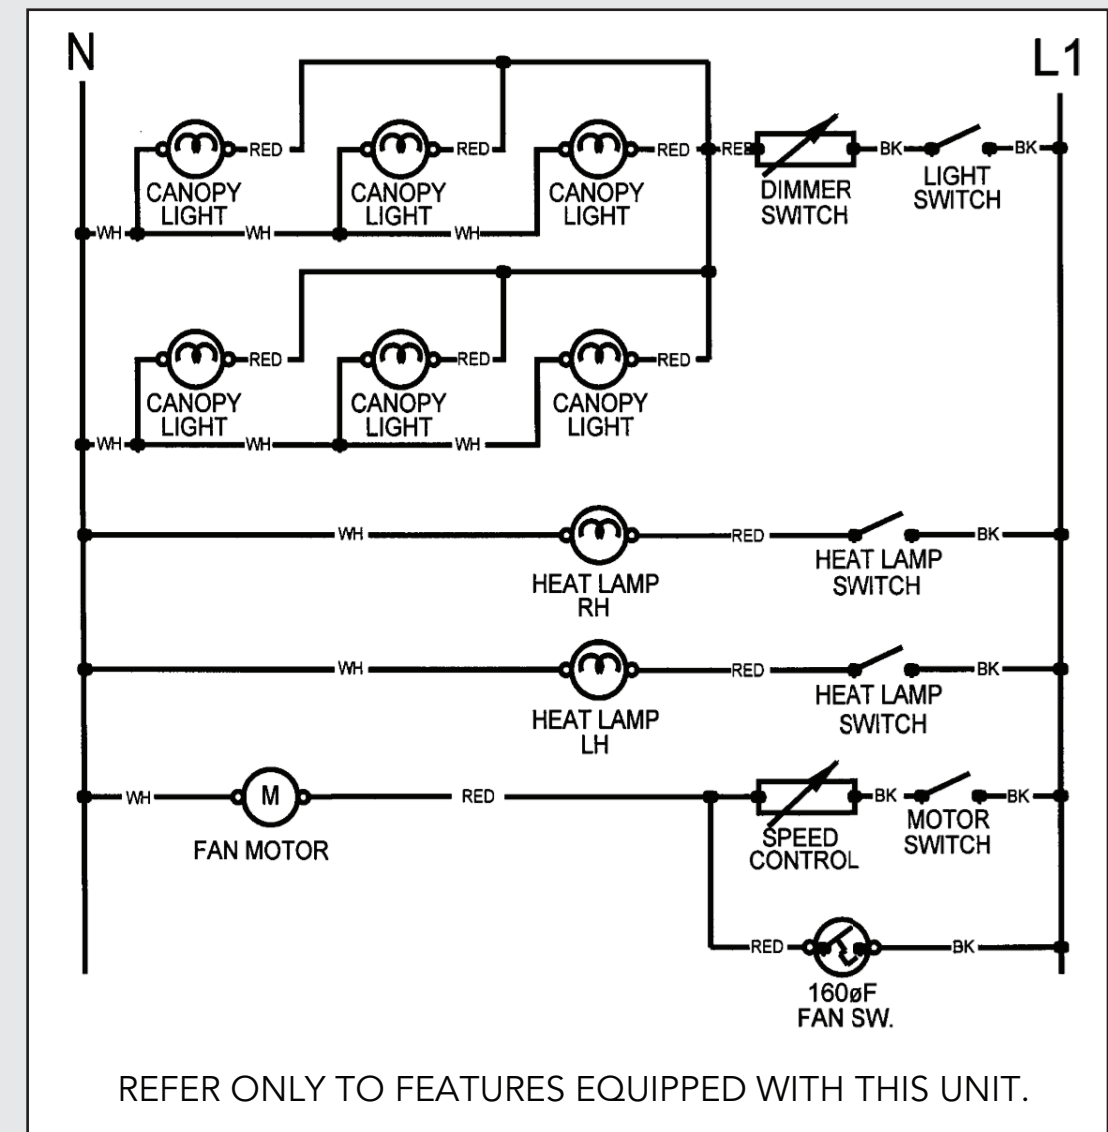 N
L1
RED
RED
RED
RED
BK
BK
CANOPY
LIGHT
CANOPY
LIGHT
CANOPY
LIGHT
DIMMER
SWITCH
LIGHT
SWITCH
WH
WH
WH
RED
RED
RED
CANOPY
LIGHT
CANOPY
LIGHT
CANOPY
LIGHT
WH
WH
WH
WH
RED
BK
HEAT LAMP
RH
HEAT LAMP
SWITCH
WH
RED
BK
HEAT LAMP
LH
HEAT LAMP
SWITCH
WH
M
RED
BK
BK
FAN MOTOR
SPEED
CONTROL
MOTOR
SWITCH
RED
BK
160øF
FAN SW.
REFER ONLY TO FEATURES EQUIPPED WITH THIS UNIT.